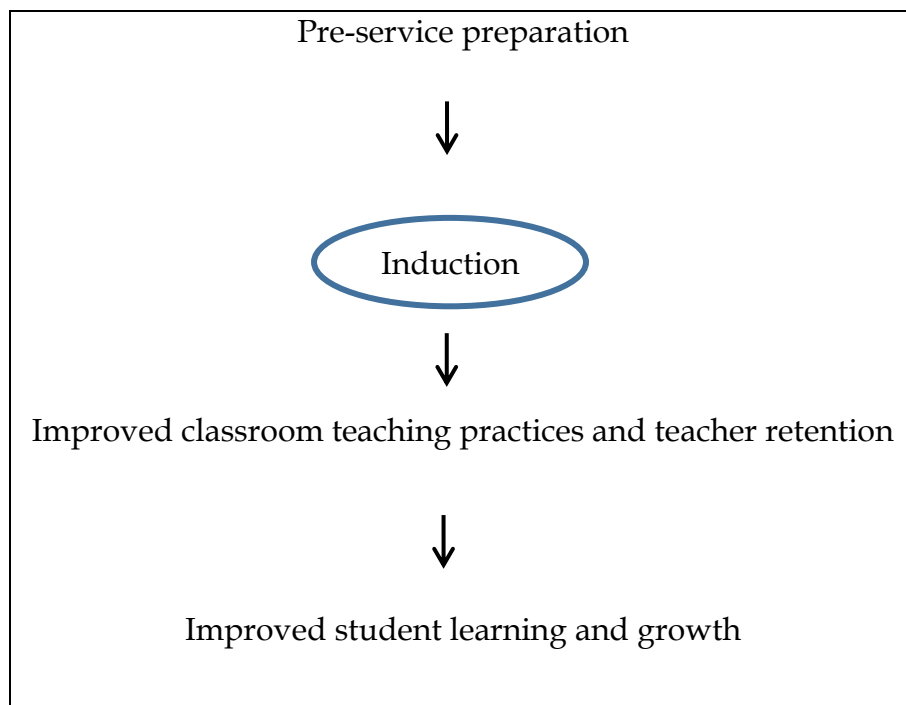 Pre-service preparation
Induction
Improved classroom teaching practices and teacher retention
Improved student learning and growth